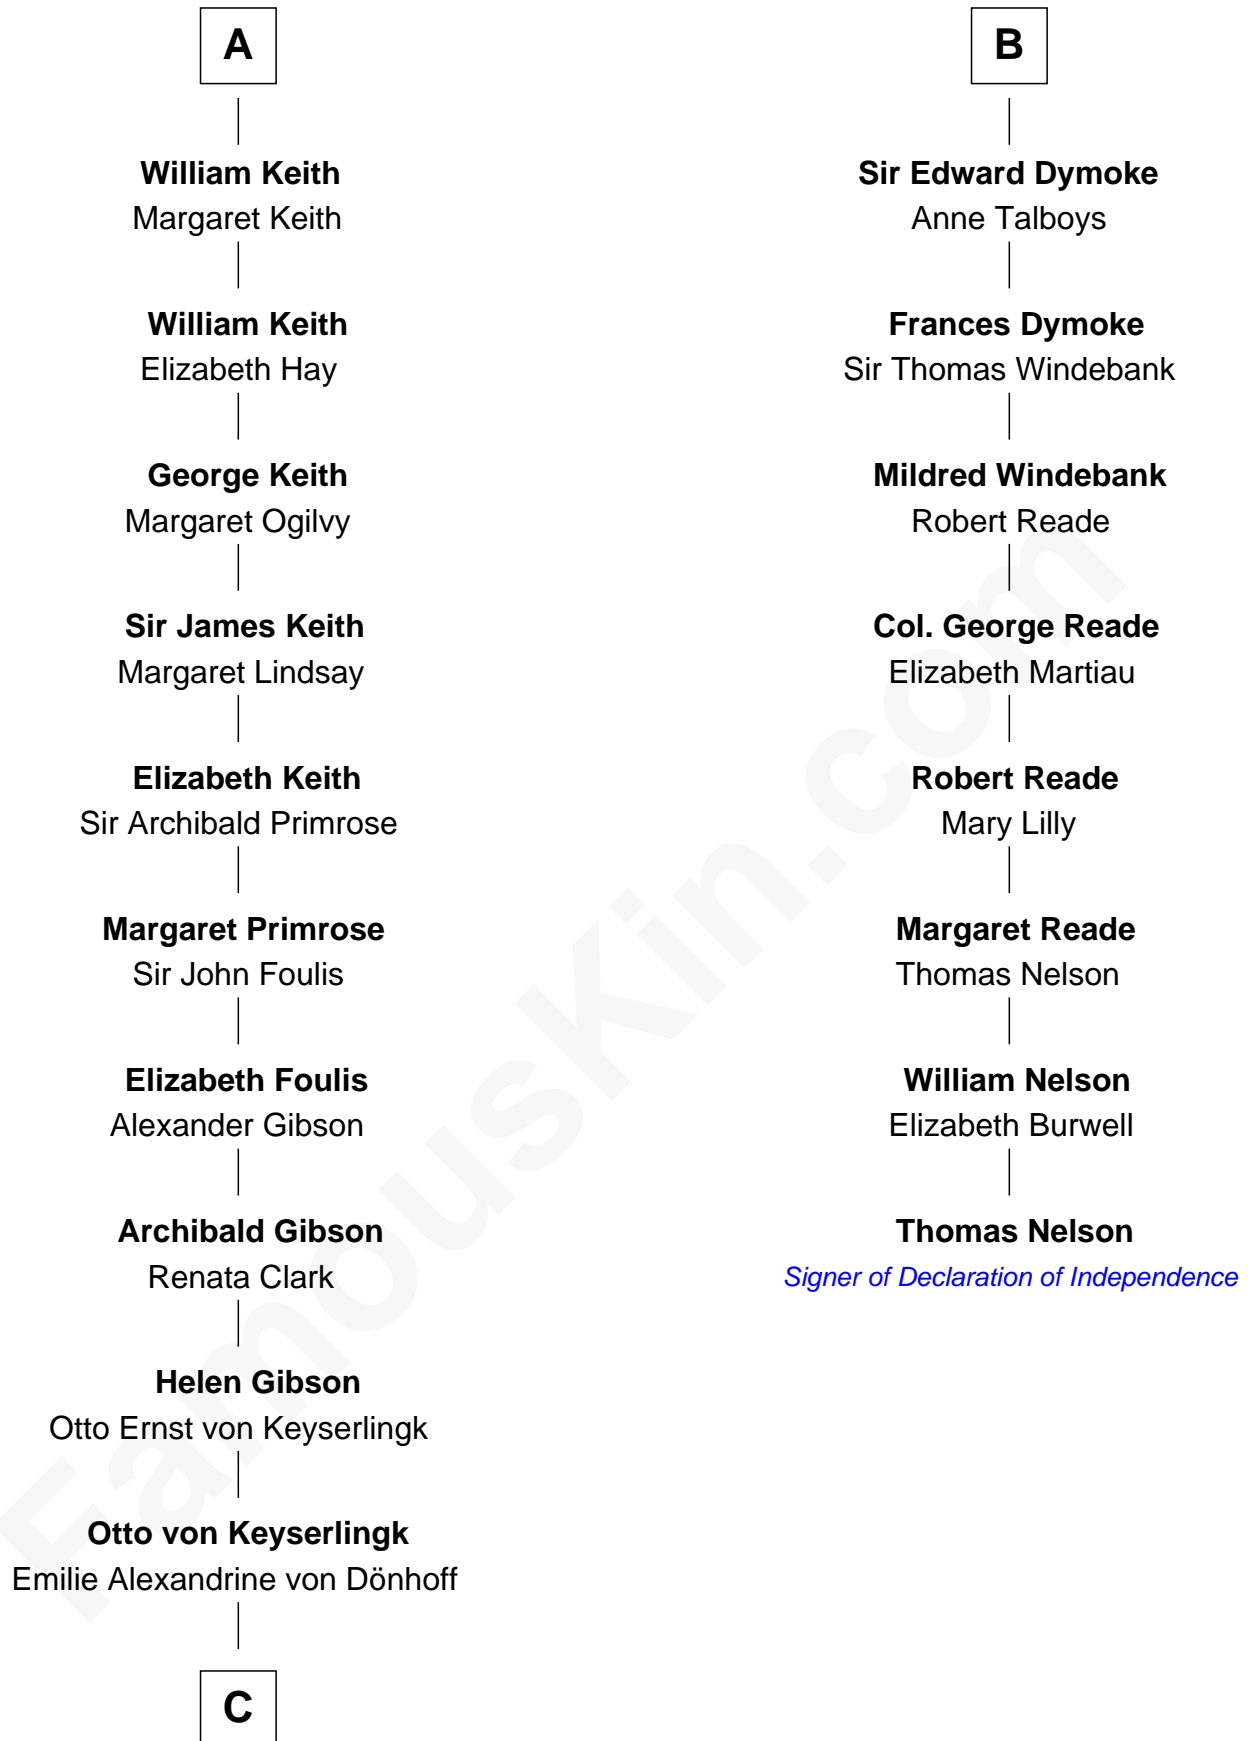 A
William Keith
Margaret Keith
William Keith
Elizabeth Hay
George Keith
Margaret Ogilvy
Sir James Keith
Margaret Lindsay
Elizabeth Keith
Sir Archibald Primrose
Margaret Primrose
Sir John Foulis
Elizabeth Foulis
Alexander Gibson
Archibald Gibson
Renata Clark
Helen Gibson
Otto Ernst von Keyserlingk
Otto von Keyserlingk
Emilie Alexandrine von Dönhoff
C
B
Sir Edward Dymoke
Anne Talboys
Frances Dymoke
Sir Thomas Windebank
Mildred Windebank
Robert Reade
Col. George Reade
Elizabeth Martiau
Robert Reade
Mary Lilly
Margaret Reade
Thomas Nelson
William Nelson
Elizabeth Burwell
Thomas Nelson
Signer of Declaration of Independence
FamousKin.com